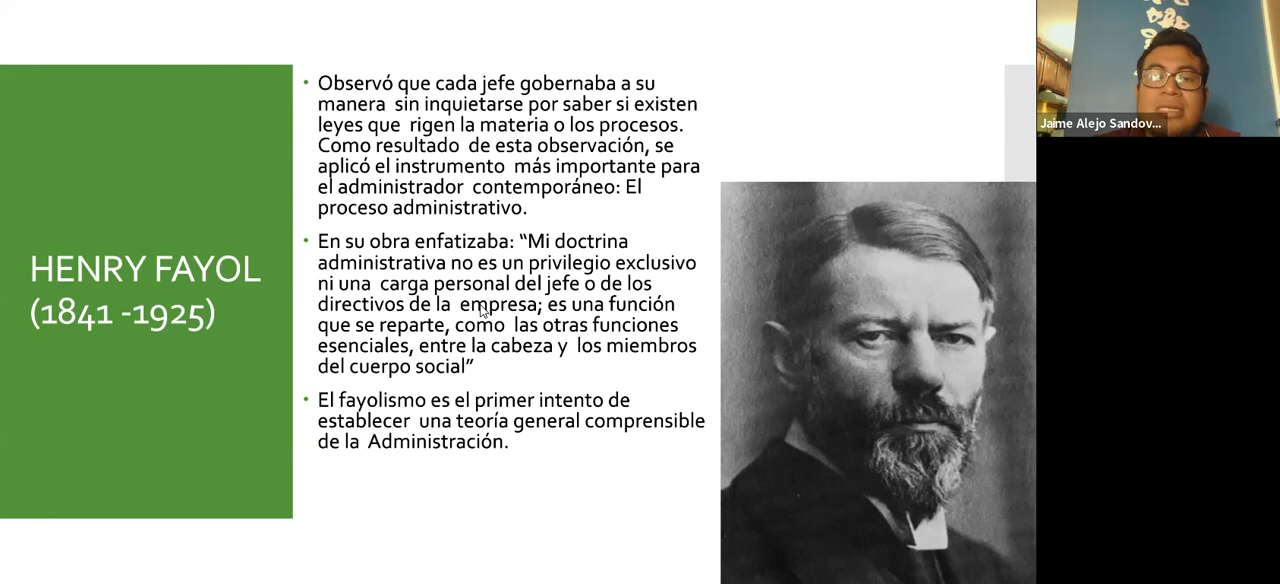 HENRY FAYOL
(1841 -1925)
• Observó que cada jefe gobernaba a su
manera sin inquietarse por saber si existen
leyes que rigen la materia o los procesos.
Como resultado de esta observación, se
aplicó el instrumento más importante para
el administrador contemporáneo: El
proceso administrativo.
• En su obra enfatizaba: “Mi doctrina
administrativa no es un privilegio exclusivo
ni una carga personal del jefe o de los
directivos de la empresa; es una función
que se reparte, como las otras funciones
esenciales, entre la cabeza y los miembros
del cuerpo social”
• El fayolismo es el primer intento de
establecer una teoría general comprensible
de la Administración.
Jaime Alejo Sandov...